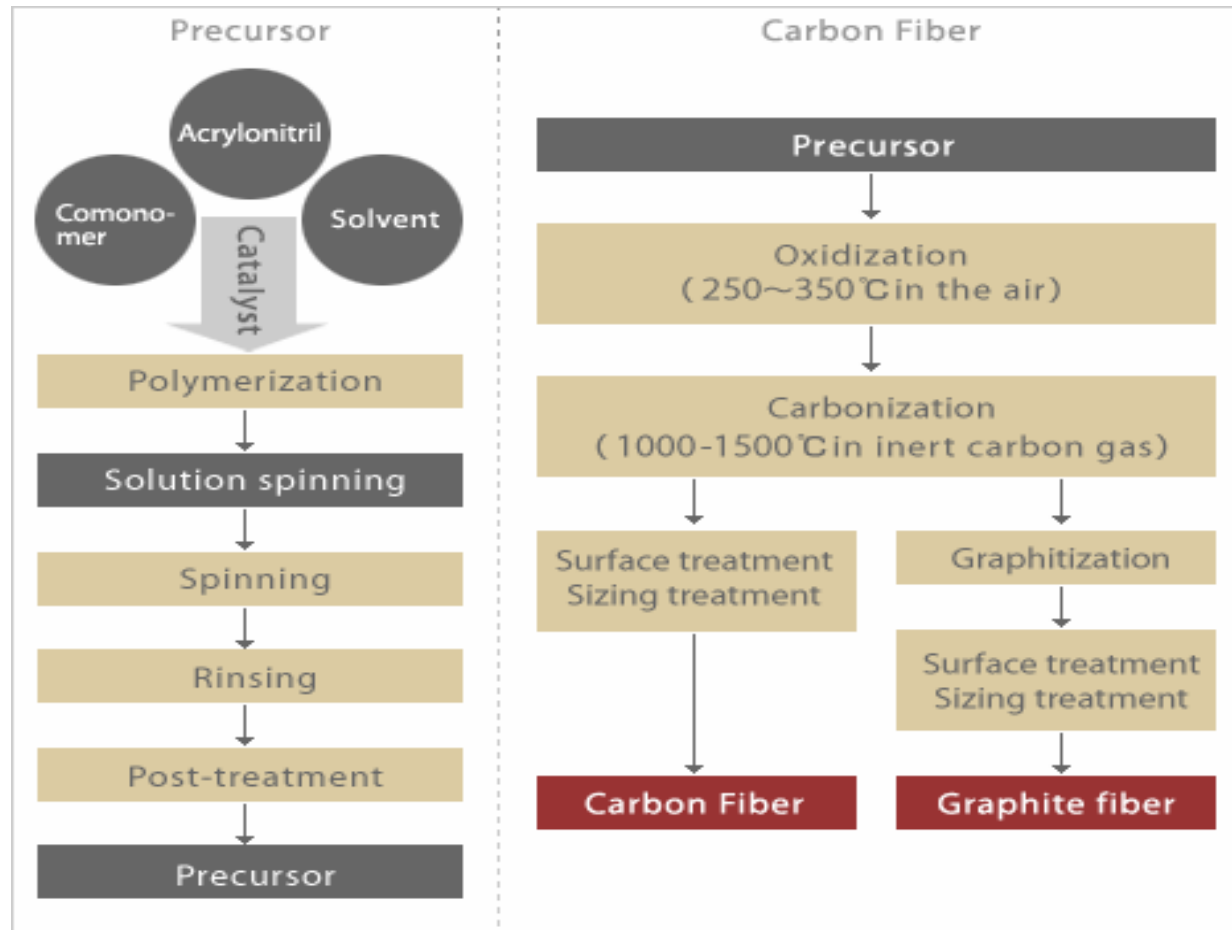 Precursor
Acrylonitril
Comono-
mer
Solvent
Catalyst
Polymerization
Solution spinning
Spinning
Rinsing
Post-treatment
Precursor
Carbon Fiber
Precursor
Oxidization
(250～350℃in the air)
Carbonization
(1000-1500℃in inert carbon gas)
Surface treatment
Sizing treatment
Carbon Fiber
Graphitization
Surface treatment
Sizing treatment
Graphite fiber